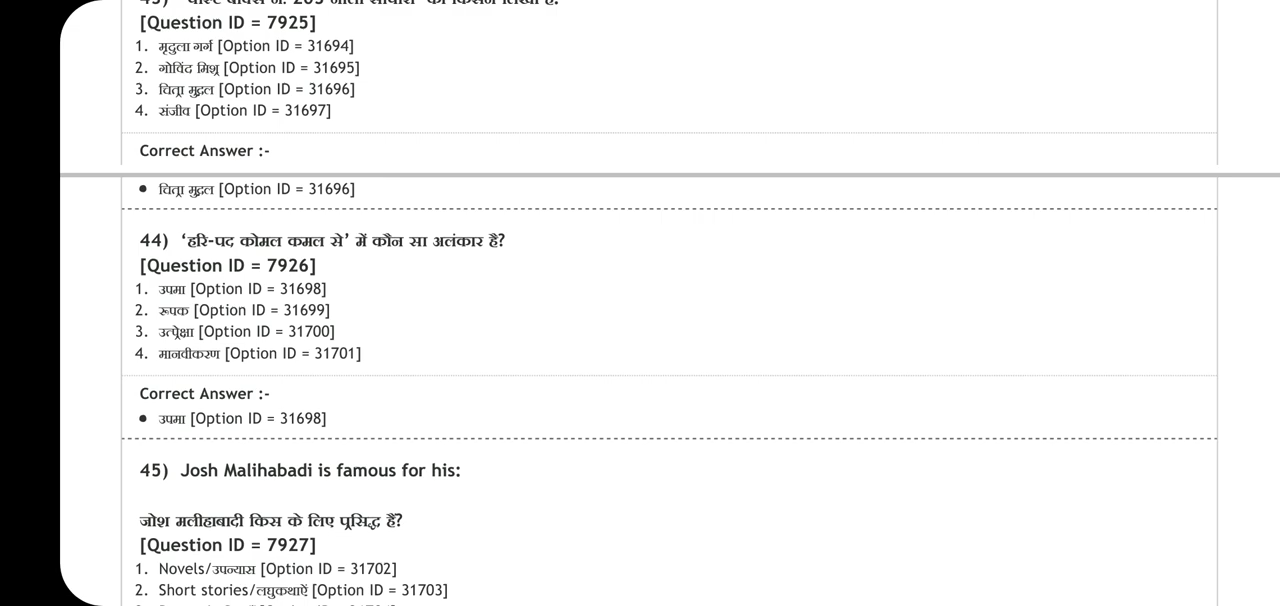 [Question ID = 7925]
1. मृदुला गर्ग [Option ID = 31694]
2. गोविंद मिश्र [Option ID = 31695]
3. चित्रा मुद्गल [Option ID = 31696]
4. संजीव [Option ID = 31697]
Correct Answer :-
• चित्रा मुद्गल [Option ID = 31696]
44) ‘हरि-पद कोमल कमल से’ में कौन सा अलंकार है?
[Question ID = 7926]
1. उपमा [Option ID = 31698]
2. रूपक [Option ID = 31699]
3. उत्प्रेक्षा [Option ID = 31700]
4. मानवीकरण [Option ID = 31701]
Correct Answer :-
• उपमा [Option ID = 31698]
45) Josh Malihabadi is famous for his:
जोश मलीहाबादी किस के लिए प्रसिद्ध हैं?
[Question ID = 7927]
1. Novels/उपन्यास [Option ID = 31702]
2. Short stories/लघुकथाऐं [Option ID = 31703]